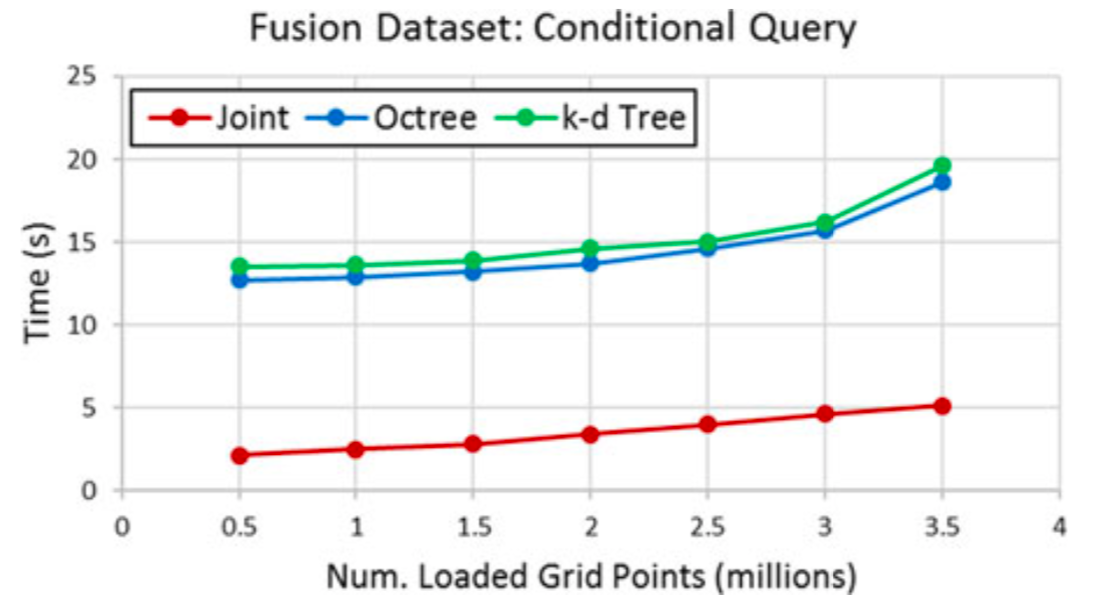 Fusion Dataset: Conditional Query
25
Joint Octree k-d Tree
20
15
Time (s)
10
5
0
0 0.5 1 1.5 2 2.5 3 3.5 4
Num. Loaded Grid Points (millions)